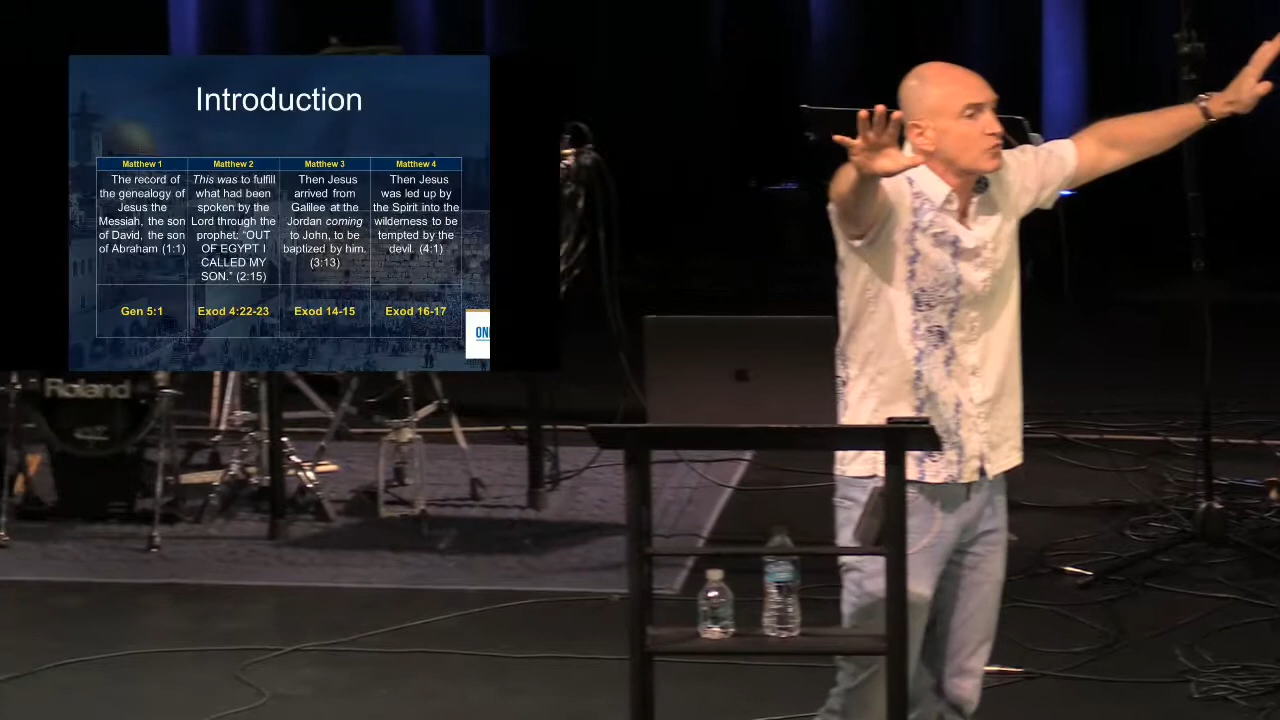 Introduction
Matthew 1 Matthew 2 Matthew 3 Matthew 4
The record of
the genealogy of
Jesus the
Messiah, the son
of David, the son
of Abraham (1:1)
This was to fulfill
what had been
spoken by the
Lord through the
prophet: “OUT
OF EGYPT I
CALLED MY
SON.” (2:15)
Then Jesus
arrived from
Galilee at the
Jordan coming
to John, to be
baptized by him.
(3:13)
Then Jesus
was led up by
the Spirit into the
wilderness to be
tempted by the
devil. (4:1)
Gen 5:1 Exod 4:22-23 Exod 14-15 Exod 16-17
ON
Roland